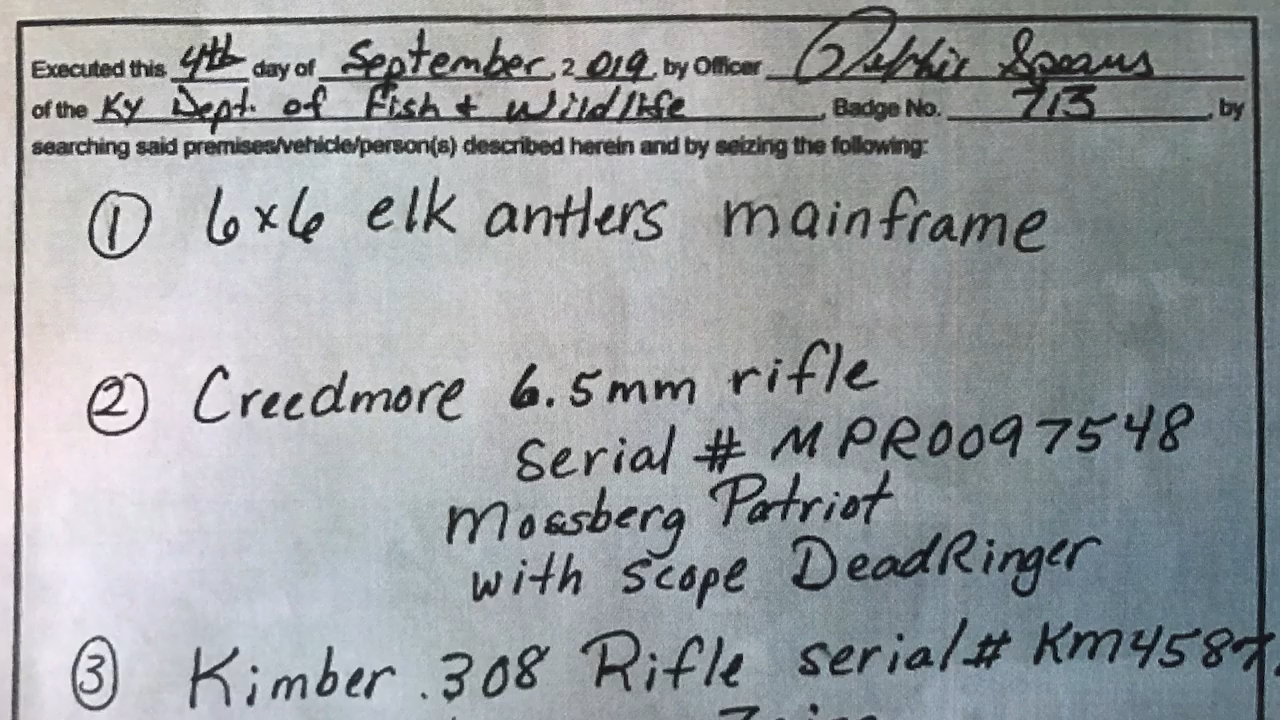 Executed this 4th day of September, 2019, by Officer Spears
of the Ky Dept. of Fish + Wildlife, Badge No. 713, by
searching said premises/vehicle/person(s) described herein and by seizing the following:
① 6x6 elk antlers mainframe
② Creedmore 6.5mm rifle
serial # MPR0097548
Mossberg Patriot
with scope DeadRinger
③ Kimber .308 Rifle serial# KM4587